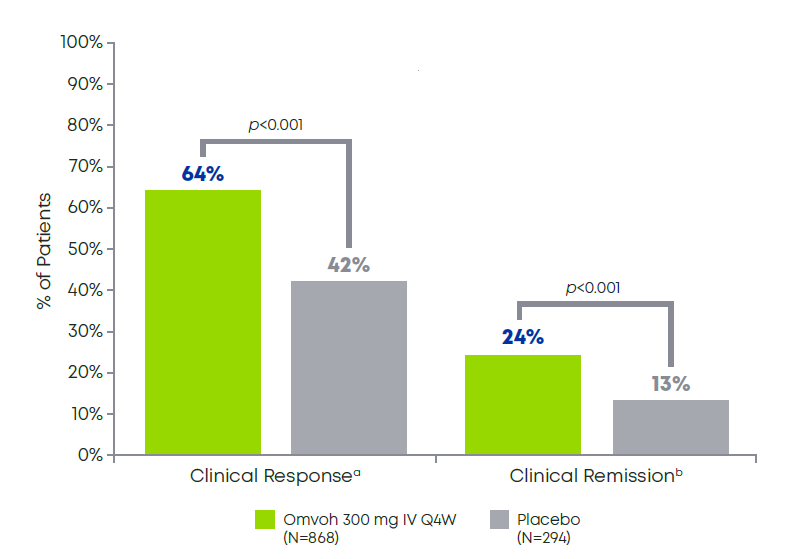 100%
90%
80%
70%
60%
50%
40%
30%
20%
10%
0%
% of Patients
p<0.001
64%
42%
p<0.001
24%
13%
Clinical Responseᵃ
Clinical Remissionᵇ
Omvoh 300 mg IV Q4W
(N=868)
Placebo
(N=294)